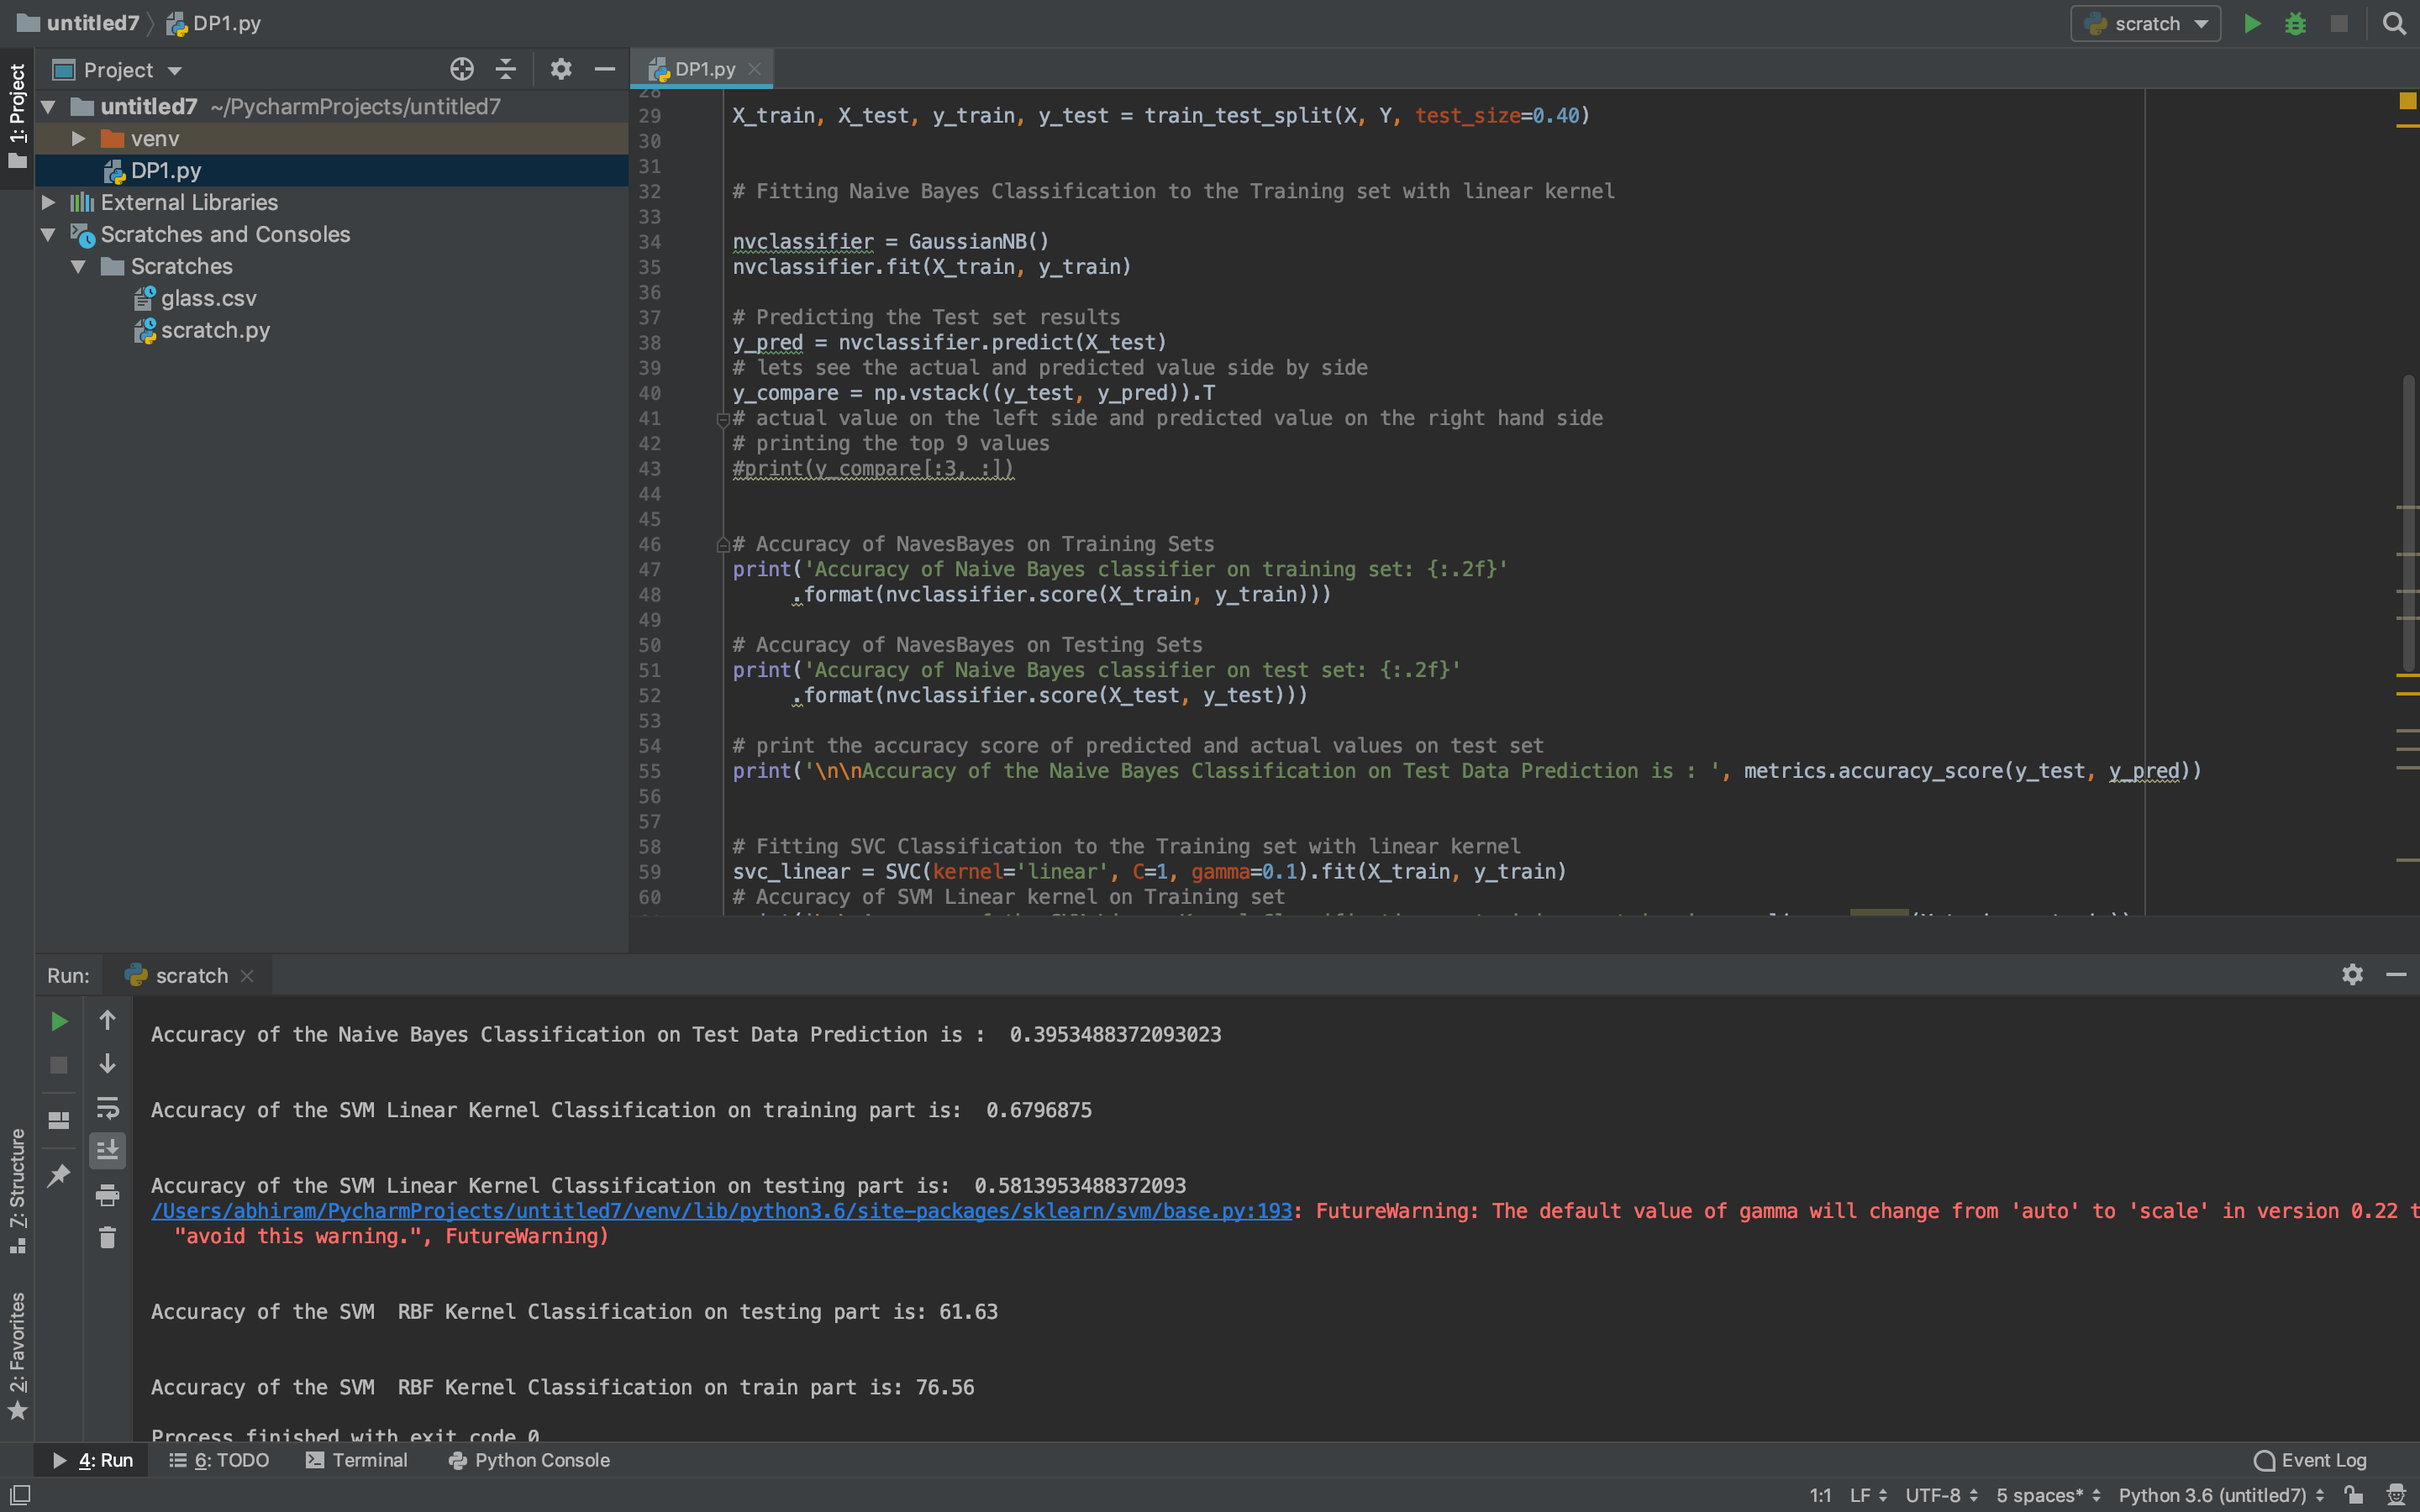 untitled7 DP1.py scratch
Project DP1.py
1: Project
untitled7 ~/PycharmProjects/untitled7
venv
DP1.py
External Libraries
Scratches and Consoles
Scratches
glass.csv
scratch.py
28
29 X_train, X_test, y_train, y_test = train_test_split(X, Y, test_size=0.40)
30
31
32 # Fitting Naive Bayes Classification to the Training set with linear kernel
33
34 nvclassifier = GaussianNB()
35 nvclassifier.fit(X_train, y_train)
36
37 # Predicting the Test set results
38 y_pred = nvclassifier.predict(X_test)
39 # lets see the actual and predicted value side by side
40 y_compare = np.vstack((y_test, y_pred)).T
41 # actual value on the left side and predicted value on the right hand side
42 # printing the top 9 values
43 #print(y_compare[:3, :])
44
45
46 # Accuracy of NavesBayes on Training Sets
47 print('Accuracy of Naive Bayes classifier on training set: {:.2f}'
48 .format(nvclassifier.score(X_train, y_train)))
49
50 # Accuracy of NavesBayes on Testing Sets
51 print('Accuracy of Naive Bayes classifier on test set: {:.2f}'
52 .format(nvclassifier.score(X_test, y_test)))
53
54 # print the accuracy score of predicted and actual values on test set
55 print('\n\nAccuracy of the Naive Bayes Classification on Test Data Prediction is : ', metrics.accuracy_score(y_test, y_pred))
56
57
58 # Fitting SVC Classification to the Training set with linear kernel
59 svc_linear = SVC(kernel='linear', C=1, gamma=0.1).fit(X_train, y_train)
60 # Accuracy of SVM Linear kernel on Training set
Run: scratch
Accuracy of the Naive Bayes Classification on Test Data Prediction is :  0.3953488372093023
Accuracy of the SVM Linear Kernel Classification on training part is:  0.6796875
Accuracy of the SVM Linear Kernel Classification on testing part is:  0.5813953488372093
/Users/abhiram/PycharmProjects/untitled7/venv/lib/python3.6/site-packages/sklearn/svm/base.py:193: FutureWarning: The default value of gamma will change from 'auto' to 'scale' in version 0.22 t
"avoid this warning.", FutureWarning)
Accuracy of the SVM  RBF Kernel Classification on testing part is: 61.63
Accuracy of the SVM  RBF Kernel Classification on train part is: 76.56
Process finished with exit code 0
7: Structure
2: Favorites
4: Run 6: TODO Terminal Python Console Event Log
1:1 LF UTF-8 5 spaces* Python 3.6 (untitled7)